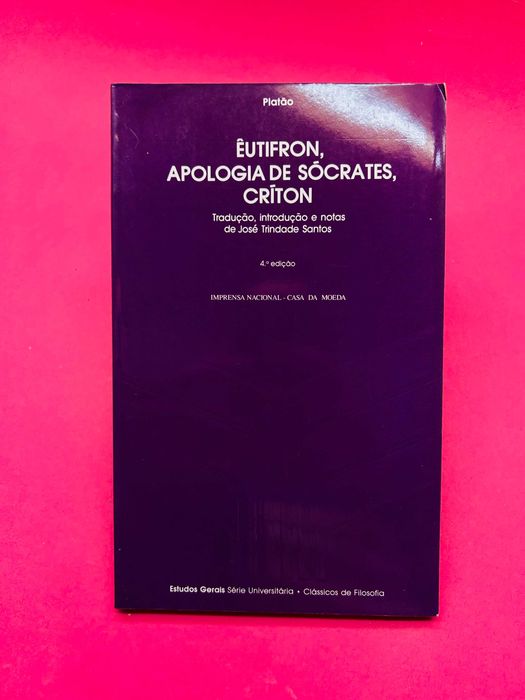 Platão
ÊUTIFRON,
APOLOGIA DE SÓCRATES,
CRÍTON
Tradução, introdução e notas
de José Trindade Santos
4.ª edição
IMPRENSA NACIONAL - CASA DA MOEDA
Estudos Gerais Série Universitária • Clássicos de Filosofia